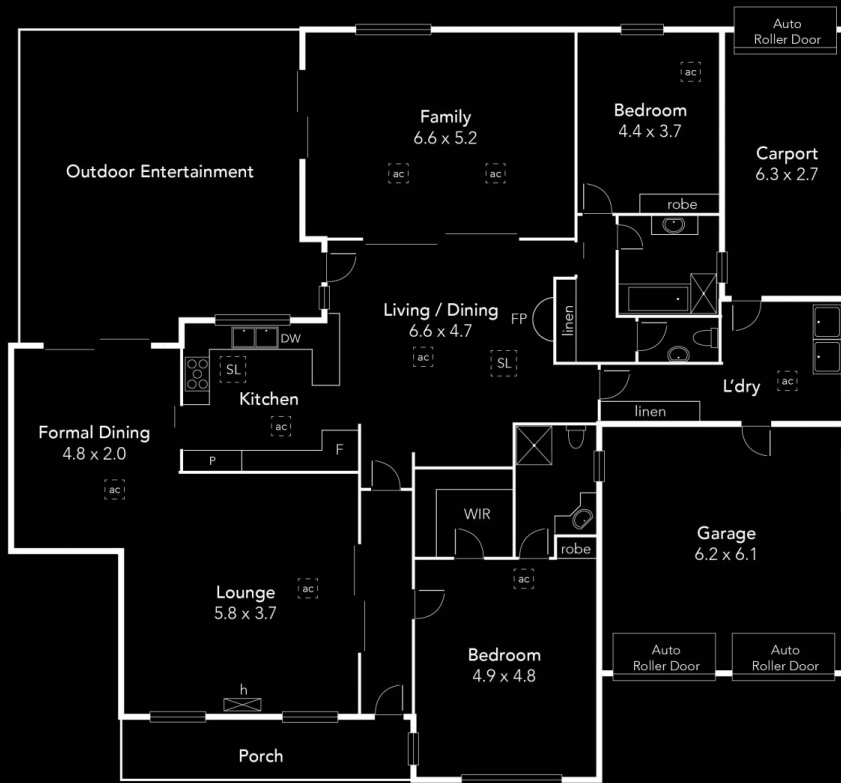 Auto
Roller Door
ac
Family
6.6 x 5.2
Bedroom
4.4 x 3.7
Carport
6.3 x 2.7
Outdoor Entertainment
ac
ac
robe
Living / Dining
6.6 x 4.7
FP
linen
DW
ac
SL
SL
Kitchen
L'dry
ac
linen
Formal Dining
4.8 x 2.0
ac
F
P
ac
WIR
Garage
6.2 x 6.1
robe
Lounge
5.8 x 3.7
ac
ac
Bedroom
4.9 x 4.8
Auto
Roller Door
Auto
Roller Door
h
Porch